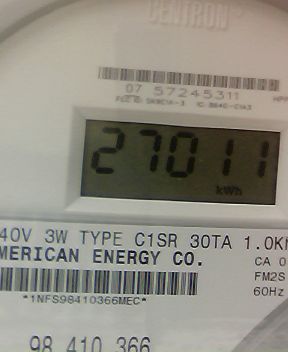 CENTRON
07 57245311
27011
kWh
40V 3W TYPE C1SR 30TA 1.0K
MERICAN ENERGY CO.
CA 0
FM2S
60Hz
*1NFS98410366MEC*
98 410 366